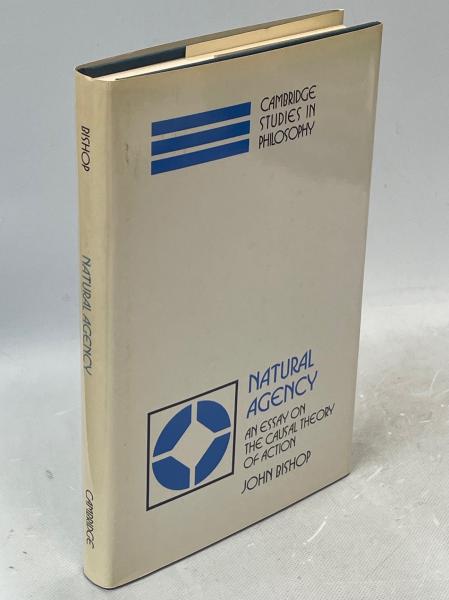 BISHOP
NATURAL AGENCY
CAMBRIDGE
CAMBRIDGE
STUDIES IN
PHILOSOPHY
NATURAL
AGENCY
AN ESSAY ON
THE CAUSAL THEORY
OF ACTION
JOHN BISHOP